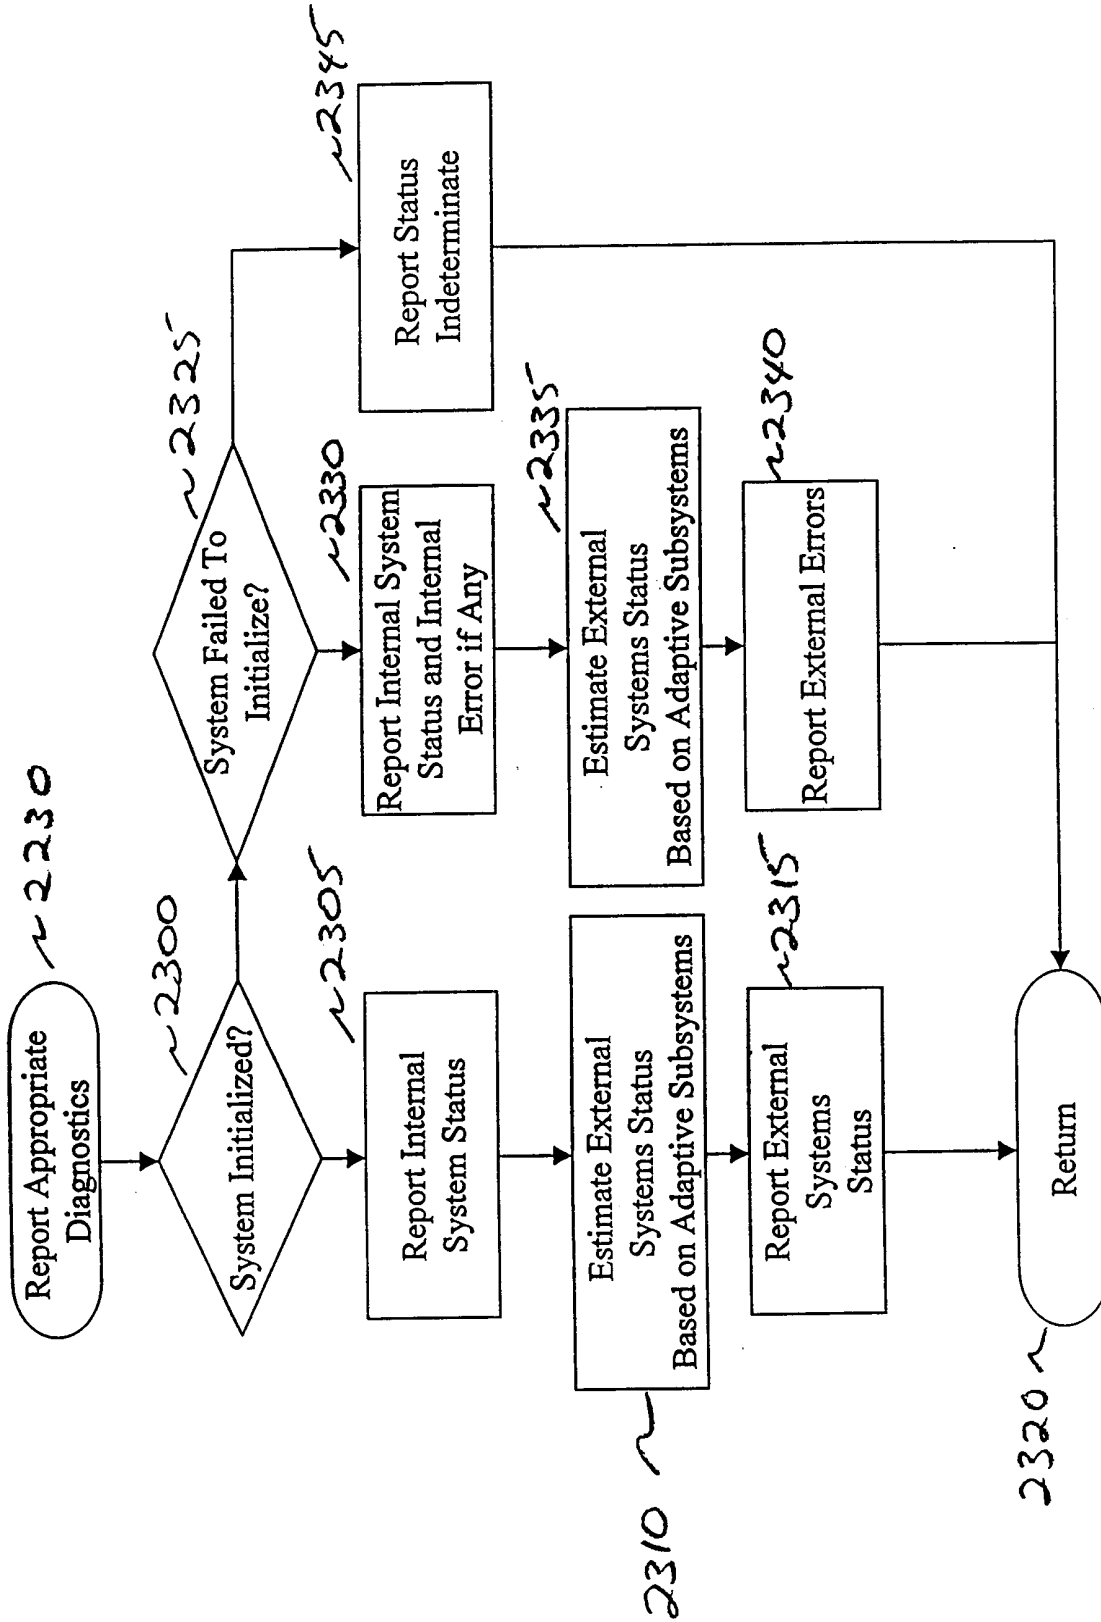 Report Appropriate
Diagnostics
~2230
System Initialized?
~2300
System Failed To
Initialize?
~2325
Report Internal
System Status
~2305
Report Internal System
Status and Internal
Error if Any
~2330
Report Status
Indeterminate
~2345
Estimate External
Systems Status
Based on Adaptive Subsystems
2310 ~
Estimate External
Systems Status
Based on Adaptive Subsystems
~2335
Report External
Systems
Status
~2315
Report External Errors
~2340
Return
2320 ~